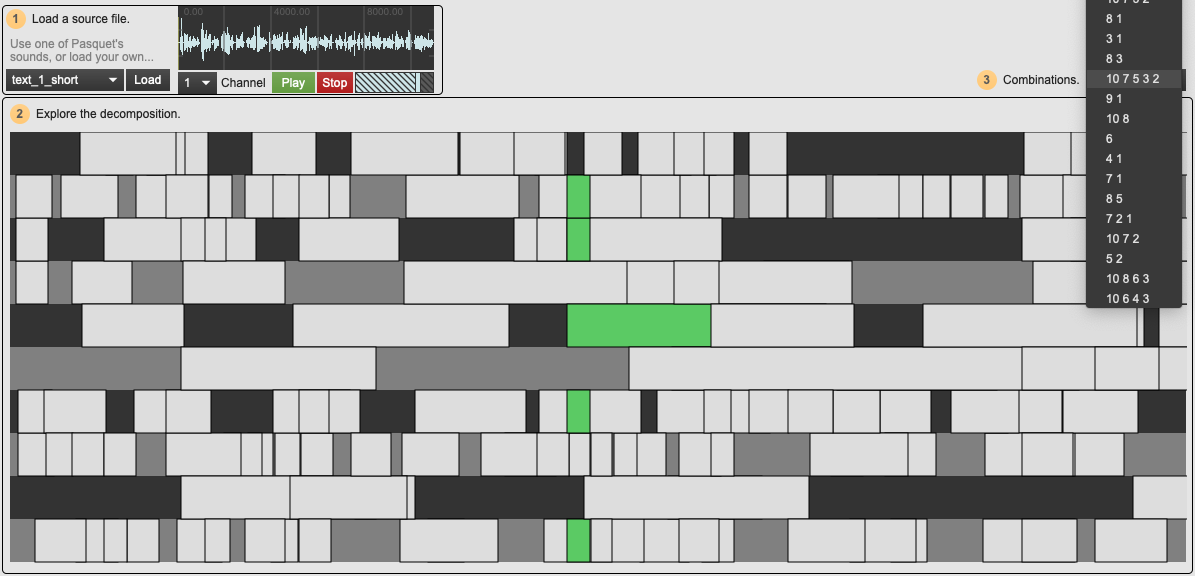 1 Load a source file.
Use one of Pasquet's
sounds, or load your own...
text_1_short
Load
0.00
4000.00
8000.00
1
Channel
Play
Stop
3 Combinations.
10 7 5 2
8 1
3 1
8 3
10 7 5 3 2
9 1
10 8
6
4 1
7 1
8 5
7 2 1
10 7 2
5 2
10 8 6 3
10 6 4 3
2 Explore the decomposition.